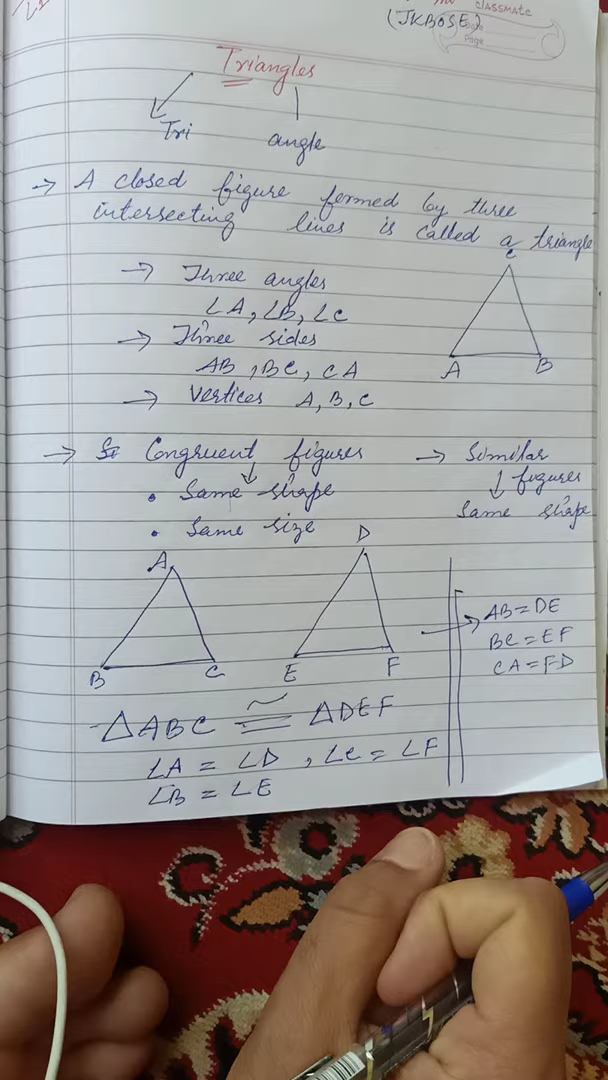 CLASSMATE
(JKBOSE)
Date
Page
Triangles
Tri angle
→ A closed figure formed by three
intersecting lines is called a triangle
→ Three angles
∠A, ∠B, ∠C
→ Three sides
AB, BC, CA
→ Vertices A, B, C
C
A B
→ Congruent figures
• Same shape
• Same size
→ Similar
figures
Same shape
A
B C
D
E F
→ AB = DE
BC = EF
CA = FD
△ABC ≅ △DEF
∠A = ∠D, ∠C = ∠F
∠B = ∠E